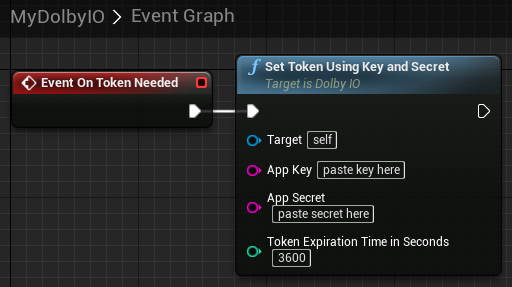 MyDolbyIO > Event Graph
Event On Token Needed
f Set Token Using Key and Secret
Target is Dolby IO
Target self
App Key paste key here
App Secret
paste secret here
Token Expiration Time in Seconds
3600